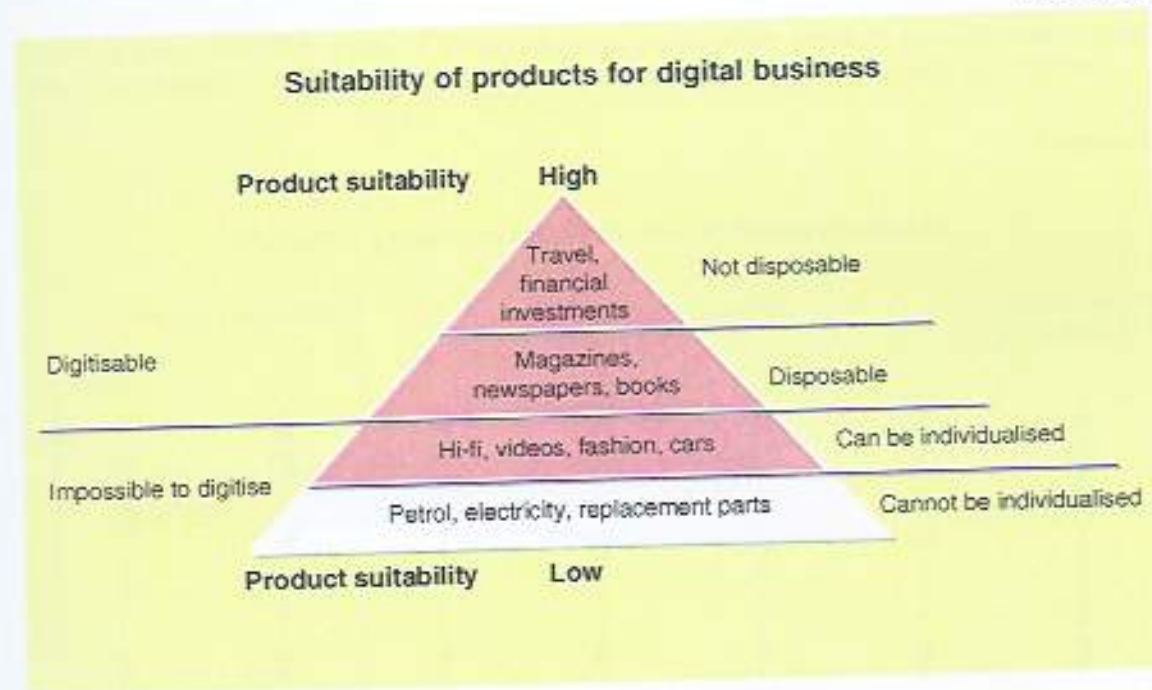 Suitability of products for digital business
Product suitability High
Travel,
financial
investments
Not disposable
Digitisable
Magazines,
newspapers, books
Disposable
Hi-fi, videos, fashion, cars
Can be individualised
Impossible to digitise
Petrol, electricity, replacement parts
Cannot be individualised
Product suitability Low